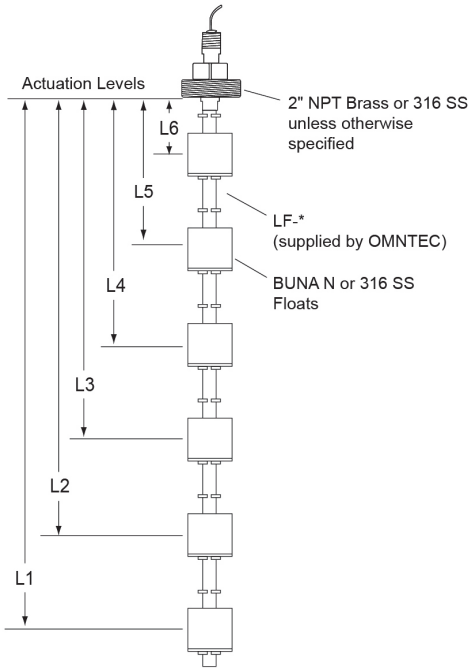 Actuation Levels
2" NPT Brass or 316 SS
unless otherwise
specified
L6
L5
LF-*
(supplied by OMNTEC)
BUNA N or 316 SS
Floats
L4
L3
L2
L1